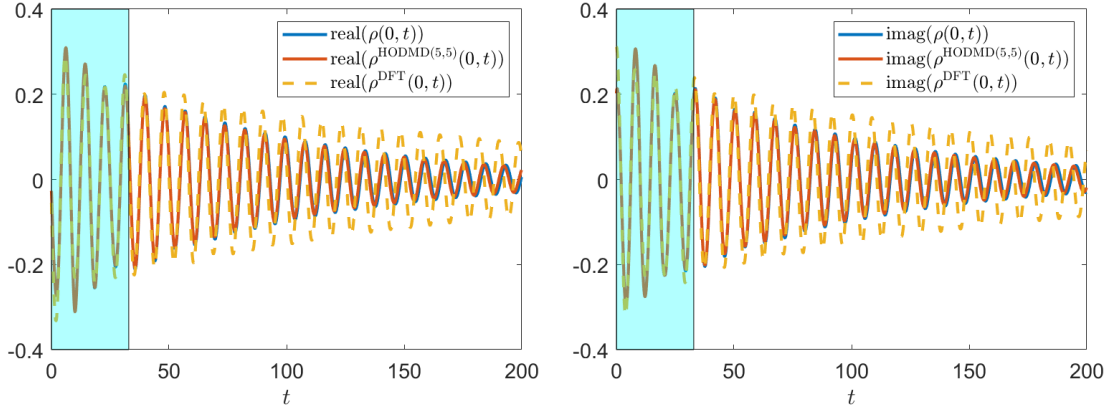 0.4
0.2
0
-0.2
-0.4
real(ρ(0, t))
real(ρ^HODMD(5,5)(0, t))
real(ρ^DFT(0, t))
0 50 100 150 200
t
0.4
0.2
0
-0.2
-0.4
imag(ρ(0, t))
imag(ρ^HODMD(5,5)(0, t))
imag(ρ^DFT(0, t))
0 50 100 150 200
t